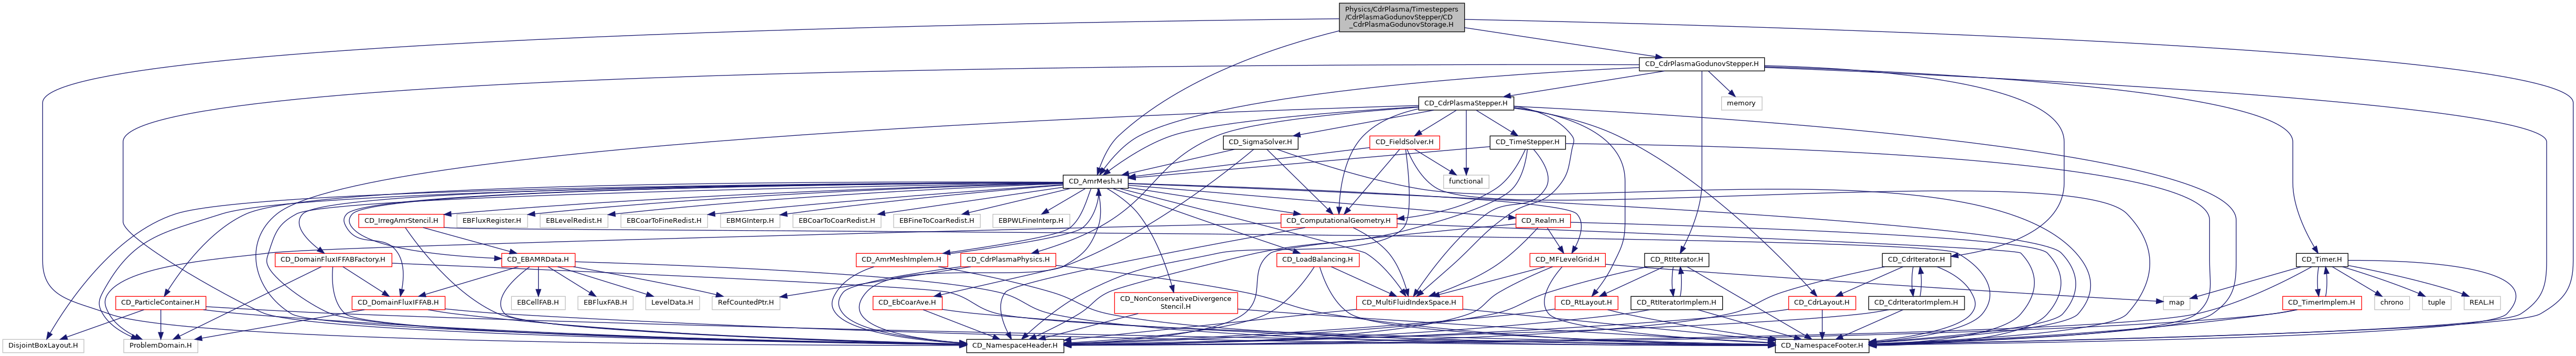 Physics/CdrPlasma/Timesteppers
/CdrPlasmaGodunovStepper/CD
_CdrPlasmaGodunovStorage.H
CD_CdrPlasmaGodunovStepper.H
CD_CdrPlasmaStepper.H
memory
CD_SigmaSolver.H
CD_FieldSolver.H
CD_TimeStepper.H
CD_AmrMesh.H
functional
CD_IrregAmrStencil.H
EBFluxRegister.H
EBLevelRedist.H
EBCoarToFineRedist.H
EBMGInterp.H
EBCoarToCoarRedist.H
EBFineToCoarRedist.H
EBPWLFineInterp.H
CD_ComputationalGeometry.H
CD_Realm.H
CD_DomainFluxIFFABFactory.H
CD_EBAMRData.H
CD_AmrMeshImplem.H
CD_CdrPlasmaPhysics.H
CD_LoadBalancing.H
CD_MFLevelGrid.H
CD_RtIterator.H
CD_CdrIterator.H
CD_Timer.H
CD_ParticleContainer.H
CD_DomainFluxIFFAB.H
EBCellFAB.H
EBFluxFAB.H
LevelData.H
RefCountedPtr.H
CD_EbCoarAve.H
CD_NonConservativeDivergence
Stencil.H
CD_MultiFluidIndexSpace.H
CD_RtLayout.H
CD_RtIteratorImplem.H
CD_CdrLayout.H
CD_CdrIteratorImplem.H
map
CD_TimerImplem.H
chrono
tuple
REAL.H
DisjointBoxLayout.H
ProblemDomain.H
CD_NamespaceHeader.H
CD_NamespaceFooter.H